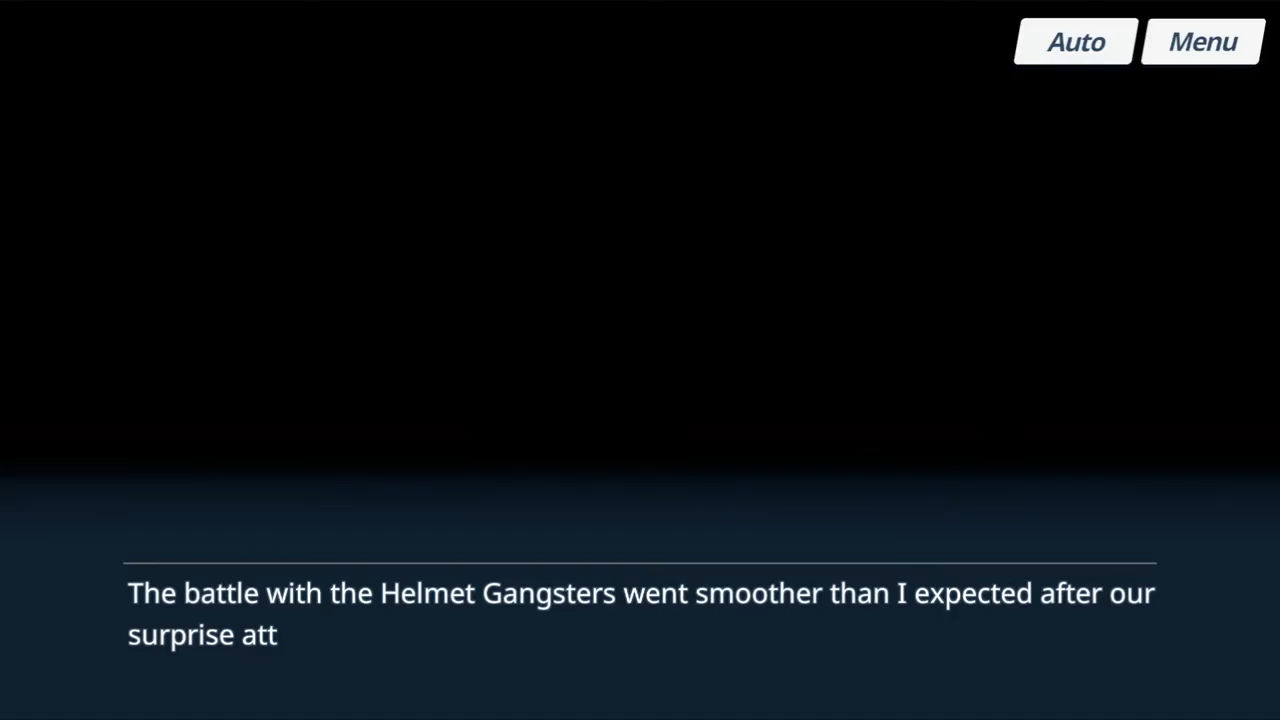 Auto
Menu
The battle with the Helmet Gangsters went smoother than I expected after our
surprise att